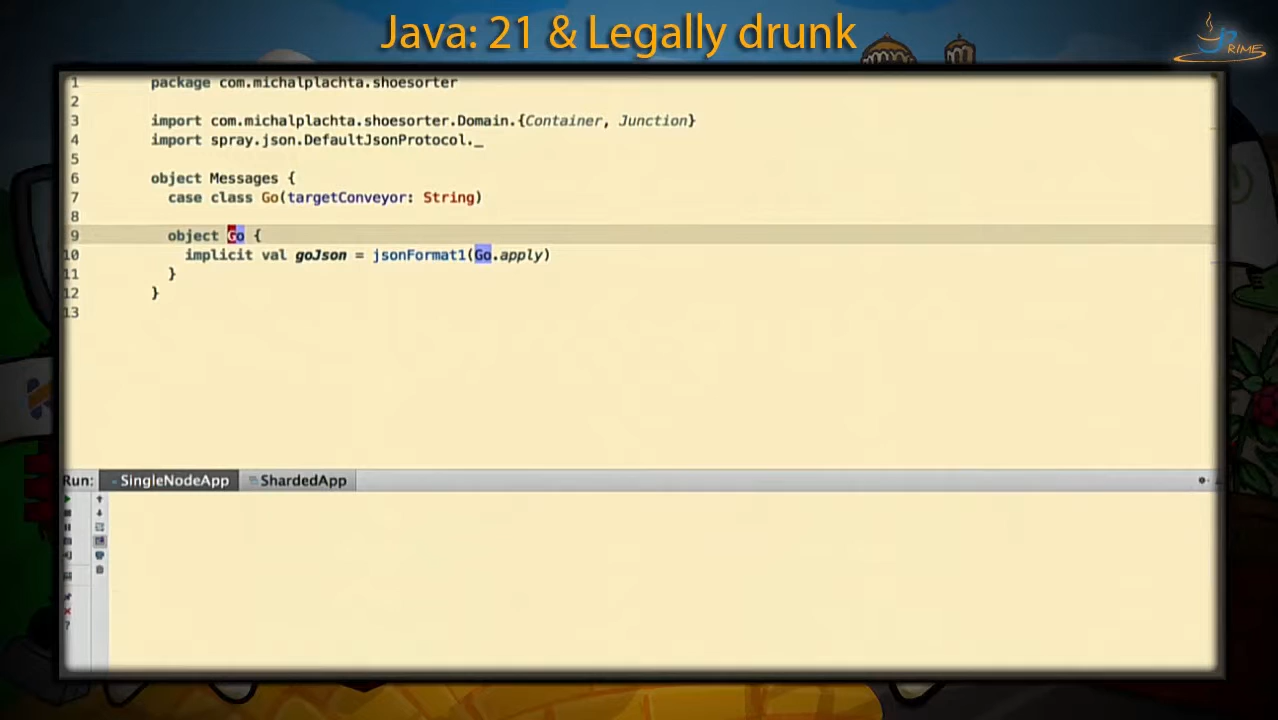 Java: 21 & Legally drunk
JPRIME
1 package com.michalplachta.shoesorter
2
3 import com.michalplachta.shoesorter.Domain.{Container, Junction}
4 import spray.json.DefaultJsonProtocol._
5
6 object Messages {
7 case class Go(targetConveyor: String)
8
9 object Go {
10 implicit val goJson = jsonFormat1(Go.apply)
11 }
12 }
13
Run: SingleNodeApp ShardedApp
?